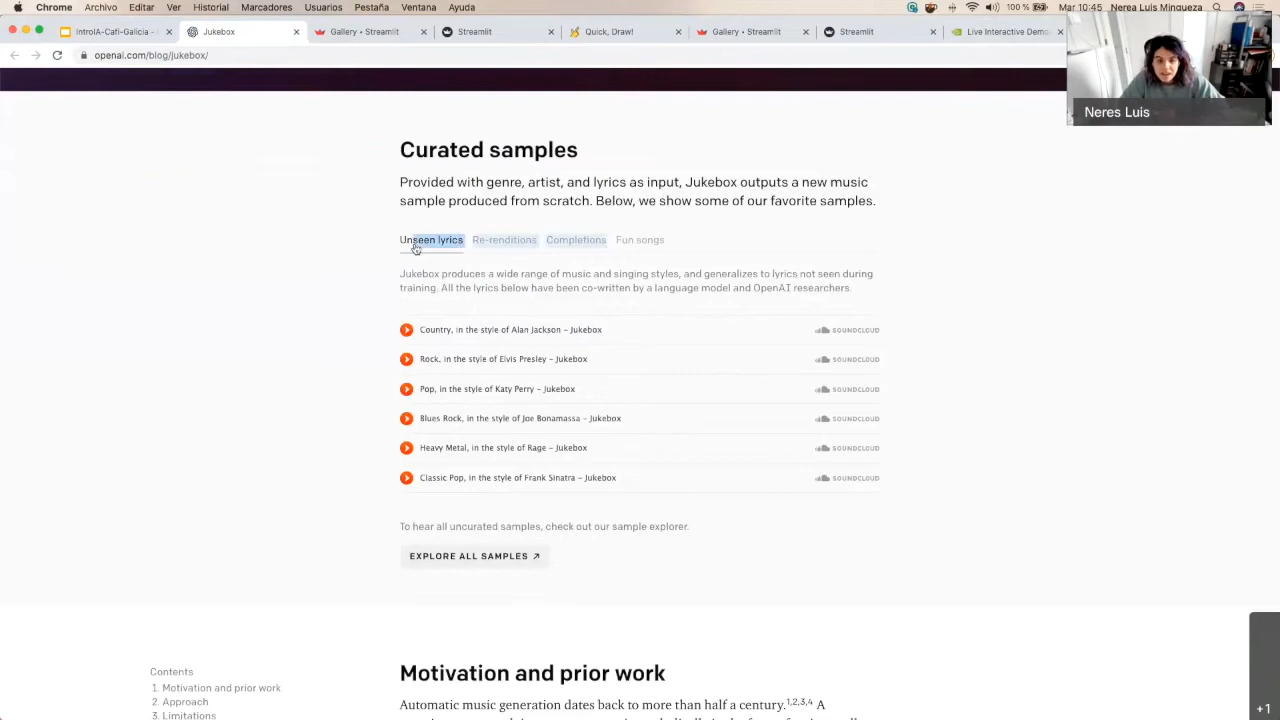 Chrome Archivo Editar Ver Historial Marcadores Usuarios Pestaña Ventana Ayuda 100 % Mar 10:45 Nera Luis Mingueza
IntroIA-Cafi-Galicia - Jukebox Gallery · Streamlit Streamlit Quick, Draw! Gallery · Streamlit Streamlit Live Interactive Demo
openai.com/blog/jukebox/
Neres Luis
Curated samples
Provided with genre, artist, and lyrics as input, Jukebox outputs a new music
sample produced from scratch. Below, we show some of our favorite samples.
Unseen lyrics Re-renditions Completions Fun songs
Jukebox produces a wide range of music and singing styles, and generalizes to lyrics not seen during
training. All the lyrics below have been co-written by a language model and OpenAI researchers.
Country, in the style of Alan Jackson – Jukebox SOUNDCLOUD
Rock, in the style of Elvis Presley – Jukebox SOUNDCLOUD
Pop, in the style of Katy Perry – Jukebox SOUNDCLOUD
Blues Rock, in the style of Joe Bonamassa – Jukebox SOUNDCLOUD
Heavy Metal, in the style of Rage – Jukebox SOUNDCLOUD
Classic Pop, in the style of Frank Sinatra – Jukebox SOUNDCLOUD
To hear all uncurated samples, check out our sample explorer.
EXPLORE ALL SAMPLES ↗
Motivation and prior work
Automatic music generation dates back to more than half a century.1,2,3,4 A
Contents
1. Motivation and prior work
2. Approach
3. Limitations
+1